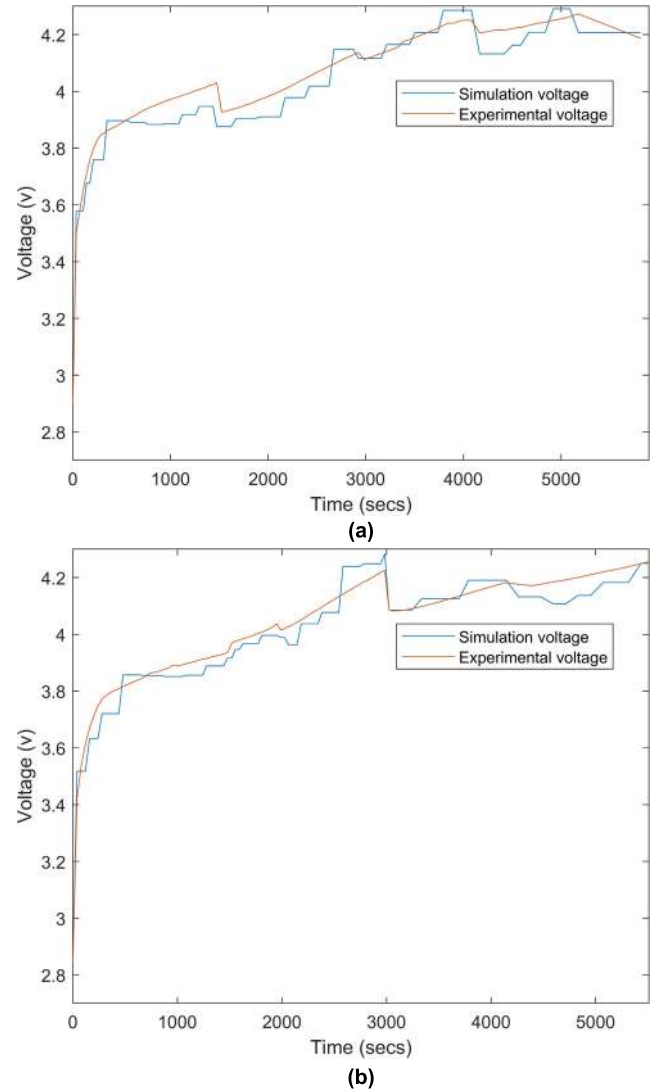 4.2
4
3.8
3.6
3.4
3.2
3
2.8
Voltage (v)
Simulation voltage
Experimental voltage
0 1000 2000 3000 4000 5000
Time (secs)
(a)
4.2
4
3.8
3.6
3.4
3.2
3
2.8
Voltage (v)
Simulation voltage
Experimental voltage
0 1000 2000 3000 4000 5000
Time (secs)
(b)